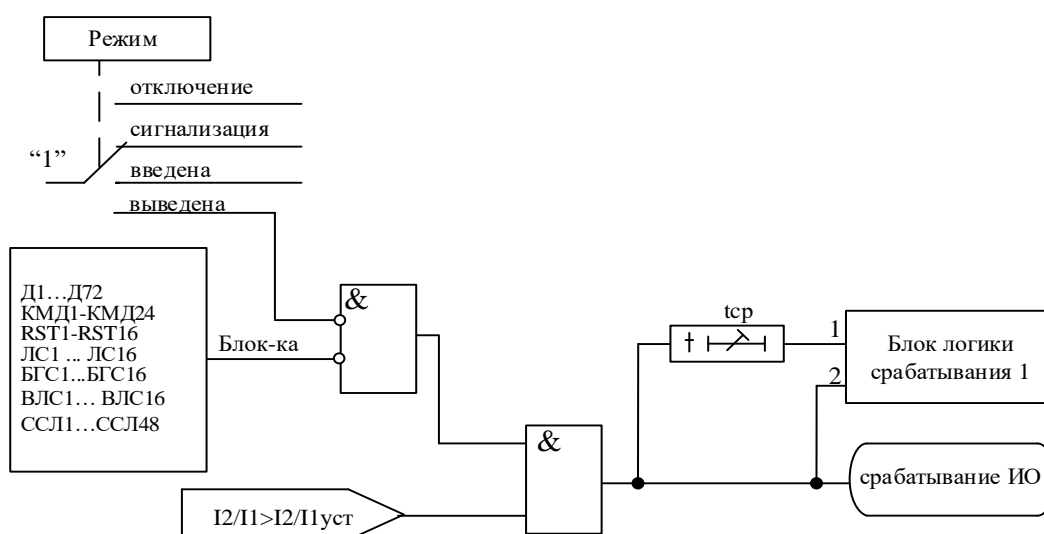 Режим
отключение
сигнализация
“1”
введена
выведена
Д1…Д72
КМД1-КМД24
RST1-RST16
ЛС1 ... ЛС16
БГС1...БГС16
ВЛС1… ВЛС16
ССЛ1…ССЛ48
Блок-ка
&
&
I2/I1>I2/I1уст
tср
1
2
Блок логики
срабатывания 1
срабатывание ИО